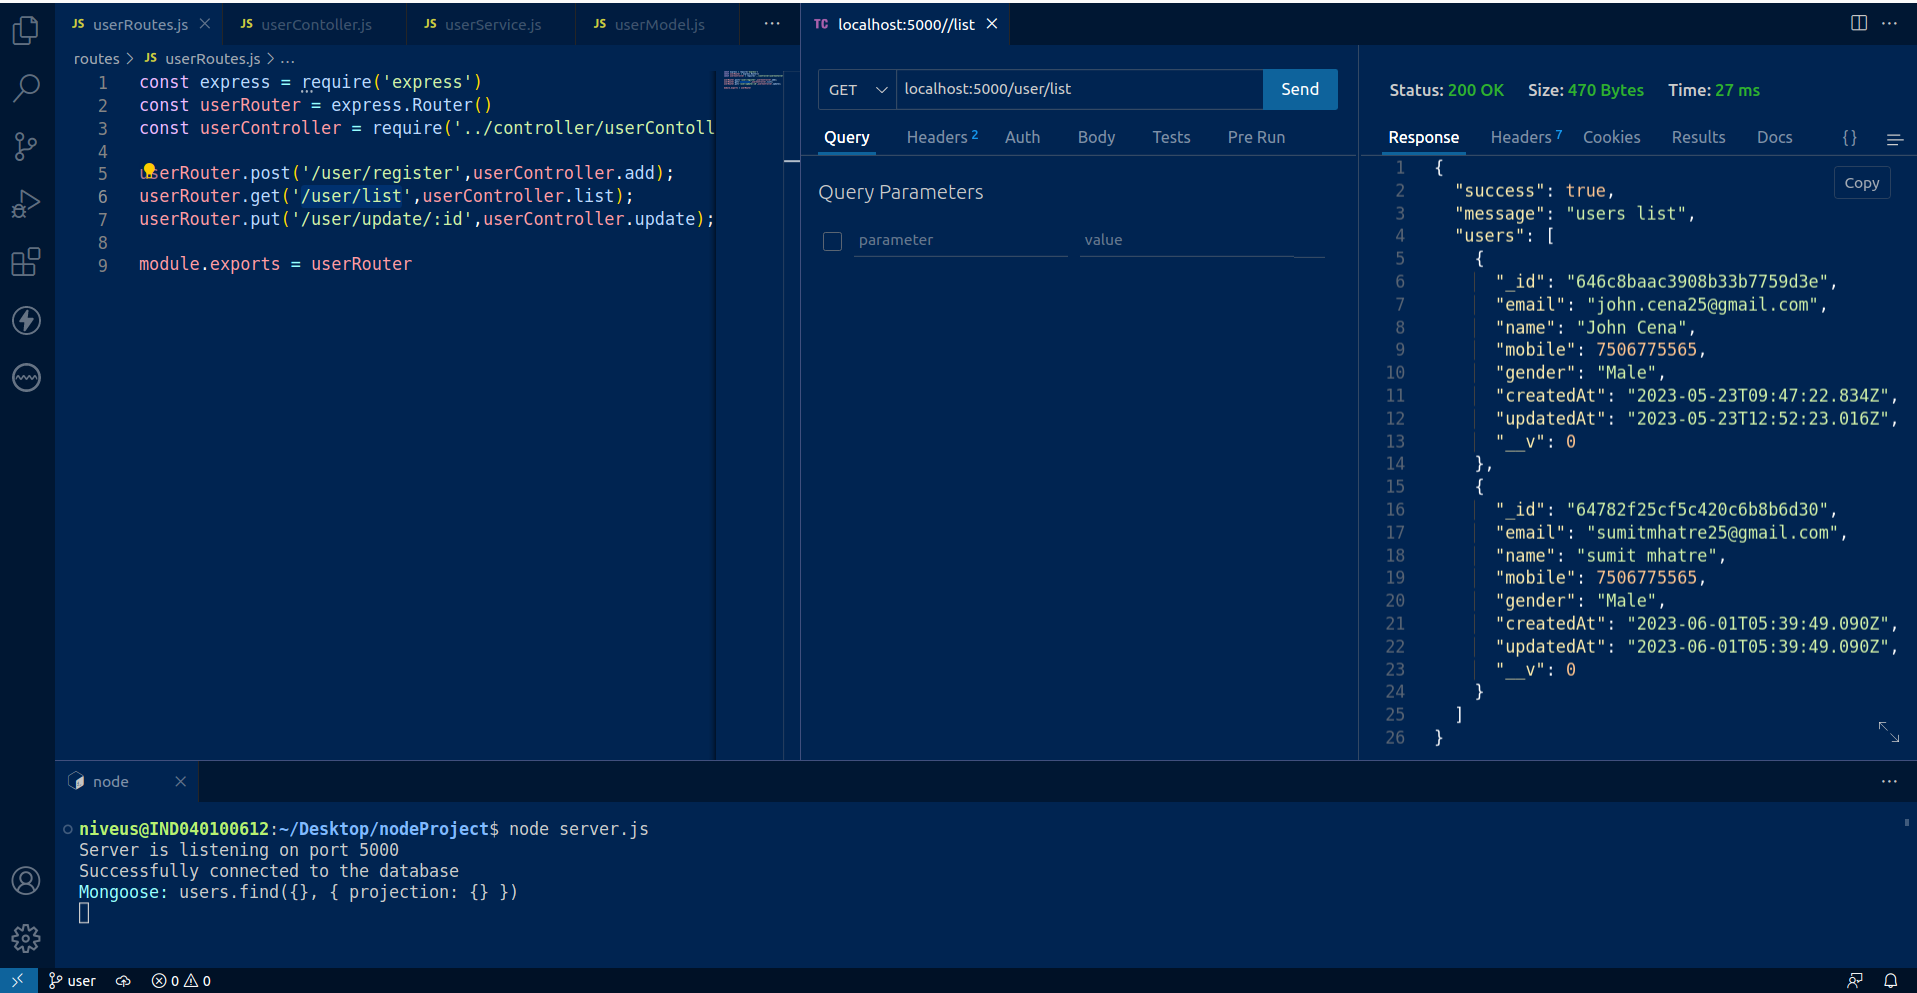 JS userRoutes.js
JS userContoller.js
JS userService.js
JS userModel.js
...
TC localhost:5000//list
...
routes > JS userRoutes.js > ...
1 const express = require('express')
2 const userRouter = express.Router()
3 const userController = require('../controller/userContoll
4
5 userRouter.post('/user/register',userController.add);
6 userRouter.get('/user/list',userController.list);
7 userRouter.put('/user/update/:id',userController.update);
8
9 module.exports = userRouter
GET localhost:5000/user/list Send
Query Headers 2 Auth Body Tests Pre Run
Query Parameters
parameter value
Status: 200 OK Size: 470 Bytes Time: 27 ms
Response Headers 7 Cookies Results Docs {}
Copy
1 {
2 "success": true,
3 "message": "users list",
4 "users": [
5 {
6 "_id": "646c8baac3908b33b7759d3e",
7 "email": "john.cena25@gmail.com",
8 "name": "John Cena",
9 "mobile": 7506775565,
10 "gender": "Male",
11 "createdAt": "2023-05-23T09:47:22.834Z",
12 "updatedAt": "2023-05-23T12:52:23.016Z",
13 "__v": 0
14 },
15 {
16 "_id": "64782f25cf5c420c6b8b6d30",
17 "email": "sumitmhatre25@gmail.com",
18 "name": "sumit mhatre",
19 "mobile": 7506775565,
20 "gender": "Male",
21 "createdAt": "2023-06-01T05:39:49.090Z",
22 "updatedAt": "2023-06-01T05:39:49.090Z",
23 "__v": 0
24 }
25 ]
26 }
node
...
niveus@IND040100612:~/Desktop/nodeProject$ node server.js
Server is listening on port 5000
Successfully connected to the database
Mongoose: users.find({}, { projection: {} })
user 0 0